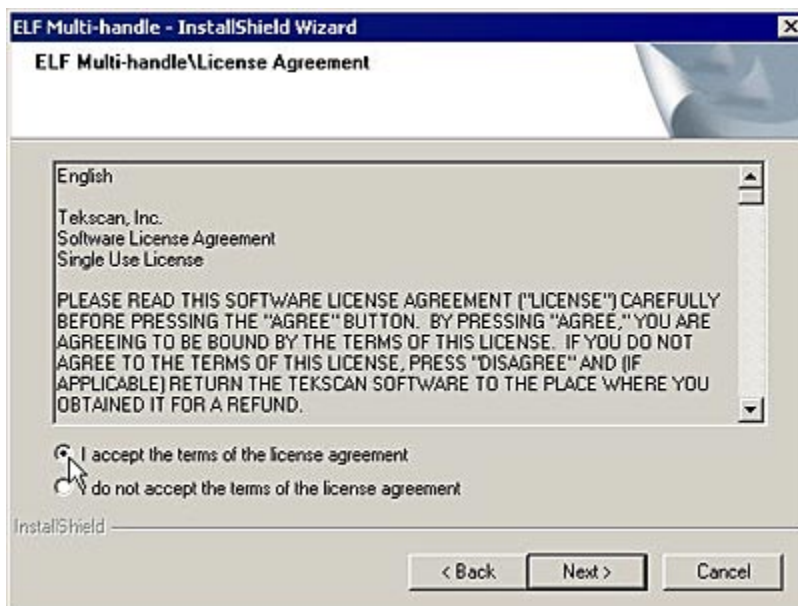 ELF Multi-handle - InstallShield Wizard
ELF Multi-handle\License Agreement
English
Tekscan, Inc.
Software License Agreement
Single Use License
PLEASE READ THIS SOFTWARE LICENSE AGREEMENT ("LICENSE") CAREFULLY
BEFORE PRESSING THE "AGREE" BUTTON.  BY PRESSING "AGREE," YOU ARE
AGREEING TO BE BOUND BY THE TERMS OF THIS LICENSE.  IF YOU DO NOT
AGREE TO THE TERMS OF THIS LICENSE, PRESS "DISAGREE" AND (IF
APPLICABLE) RETURN THE TEKSCAN SOFTWARE TO THE PLACE WHERE YOU
OBTAINED IT FOR A REFUND.
I accept the terms of the license agreement
I do not accept the terms of the license agreement
InstallShield
< Back
Next >
Cancel